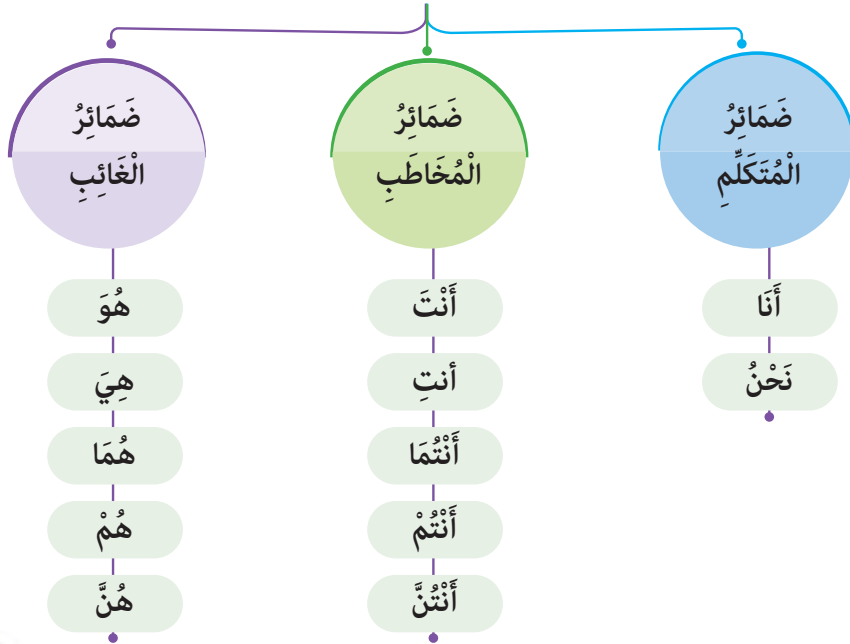 ضَمَائِرُ
الْمُتَكَلِّمِ
أَنَا
نَحْنُ
ضَمَائِرُ
الْمُخَاطَبِ
أَنْتَ
أنتِ
أَنْتُمَا
أَنْتُمْ
أَنْتُنَّ
ضَمَائِرُ
الْغَائِبِ
هُوَ
هِيَ
هُمَا
هُمْ
هُنَّ